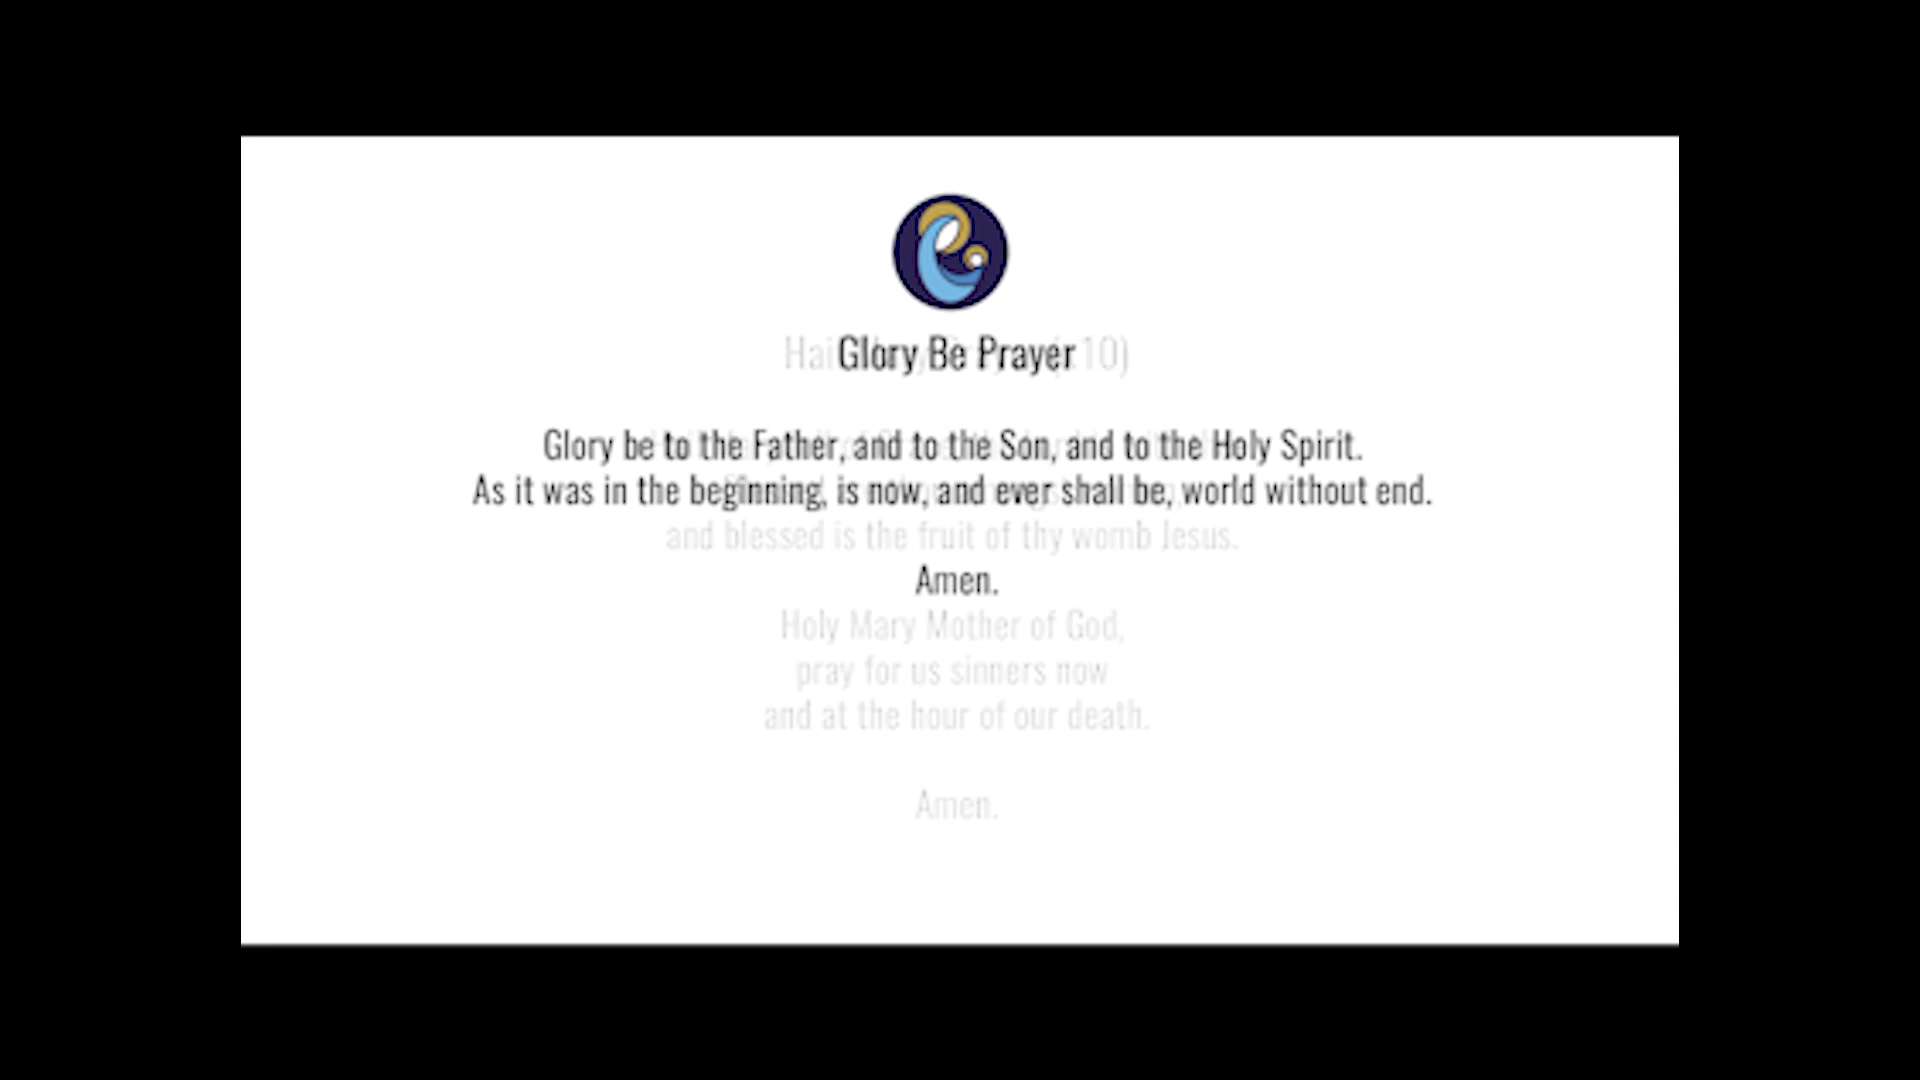 Glory Be Prayer
Glory be to the Father, and to the Son, and to the Holy Spirit.
As it was in the beginning, is now, and ever shall be, world without end.
and blessed is the fruit of thy womb Jesus.
Amen.
Holy Mary Mother of God,
pray for us sinners now
and at the hour of our death.
Amen.